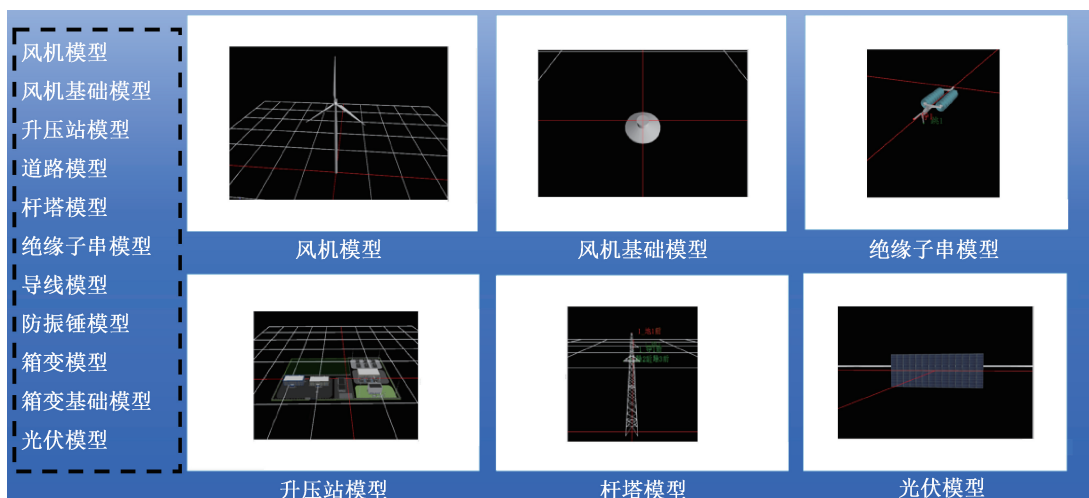 风机模型
风机基础模型
升压站模型
道路模型
杆塔模型
绝缘子串模型
导线模型
防振锤模型
箱变模型
箱变基础模型
光伏模型
风机模型
风机基础模型
绝缘子串模型
升压站模型
杆塔模型
光伏模型